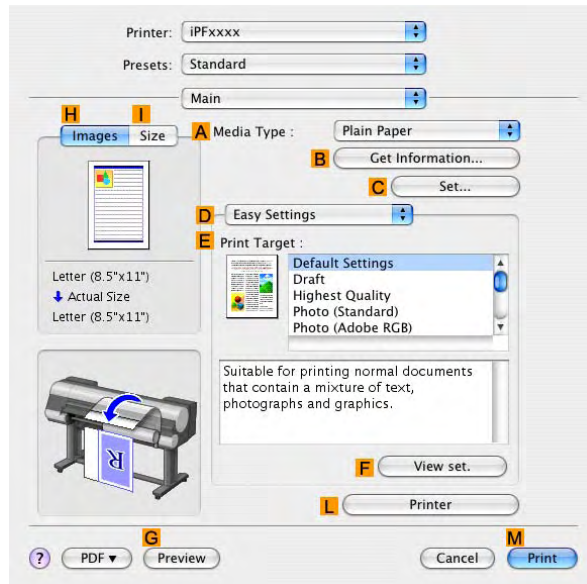 Printer: iPFxxxx
Presets: Standard
Main
H I
Images Size
A Media Type : Plain Paper
B Get Information...
C Set...
D Easy Settings
E Print Target :
Default Settings
Draft
Highest Quality
Photo (Standard)
Photo (Adobe RGB)
Letter (8.5"x11")
Actual Size
Letter (8.5"x11")
Suitable for printing normal documents
that contain a mixture of text,
photographs and graphics.
R
F View set.
L Printer
G M
? PDF Preview Cancel Print